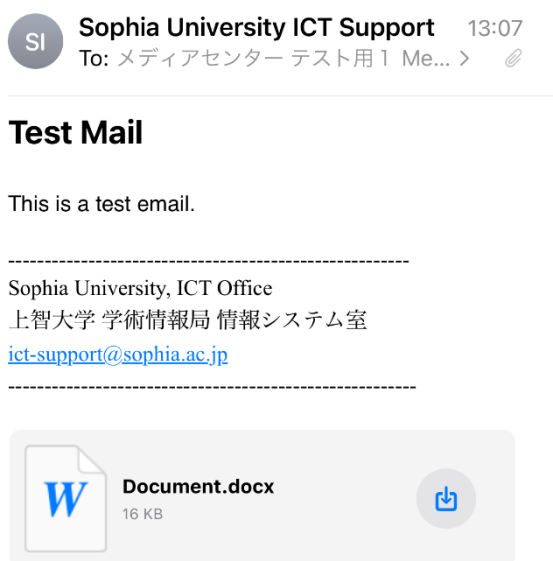 SI
Sophia University ICT Support 13:07
To: メディアセンター テスト用1 Me... >
Test Mail
This is a test email.
-------------------------------------------------------
Sophia University, ICT Office
上智大学 学術情報局 情報システム室
ict-support@sophia.ac.jp
--------------------------------------------------------
W
Document.docx
16 KB